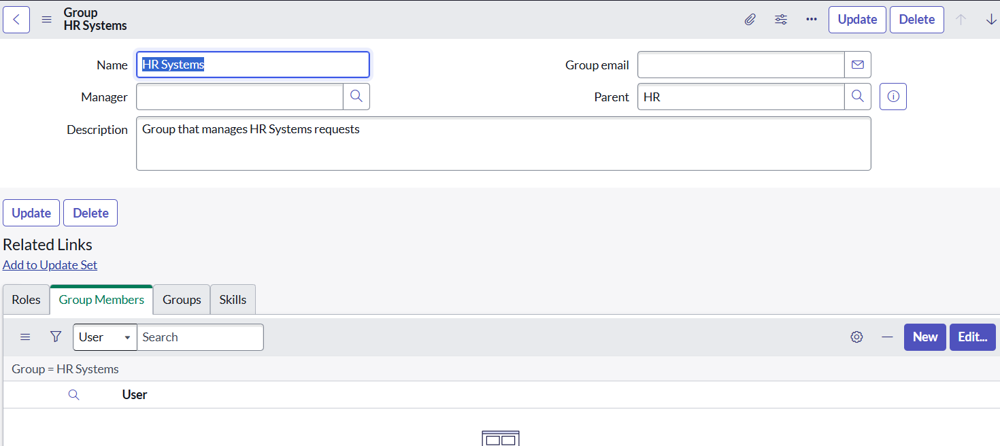 Group
HR Systems
Update
Delete
Name
HR Systems
Group email
Manager
Parent
HR
Description
Group that manages HR Systems requests
Update
Delete
Related Links
Add to Update Set
Roles
Group Members
Groups
Skills
User
Search
New
Edit...
Group = HR Systems
User